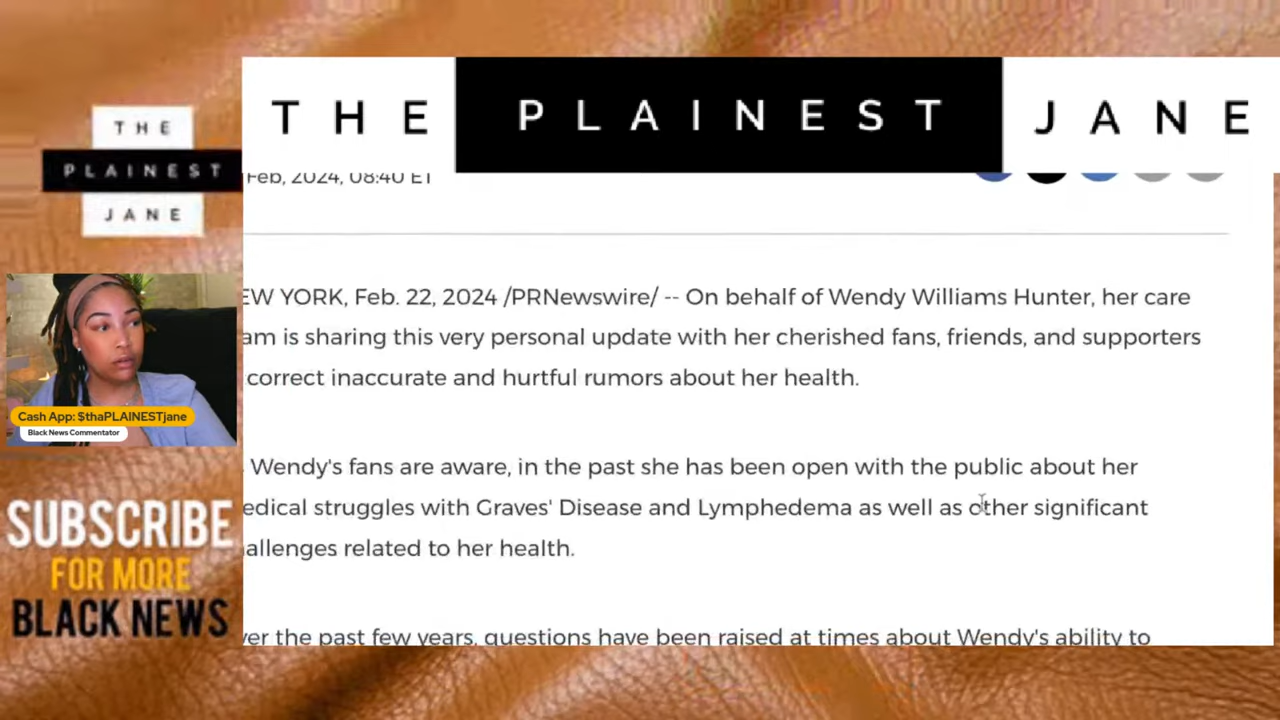 THE PLAINEST JANE
THE
PLAINEST
JANE
Feb, 2024, 08:40 ET
EW YORK, Feb. 22, 2024 /PRNewswire/ -- On behalf of Wendy Williams Hunter, her care
am is sharing this very personal update with her cherished fans, friends, and supporters
correct inaccurate and hurtful rumors about her health.
Wendy's fans are aware, in the past she has been open with the public about her
edical struggles with Graves' Disease and Lymphedema as well as other significant
allenges related to her health.
ver the past few years, questions have been raised at times about Wendy's ability to
Cash App: $thaPLAINESTjane
Black News Commentator
SUBSCRIBE
FOR MORE
BLACK NEWS